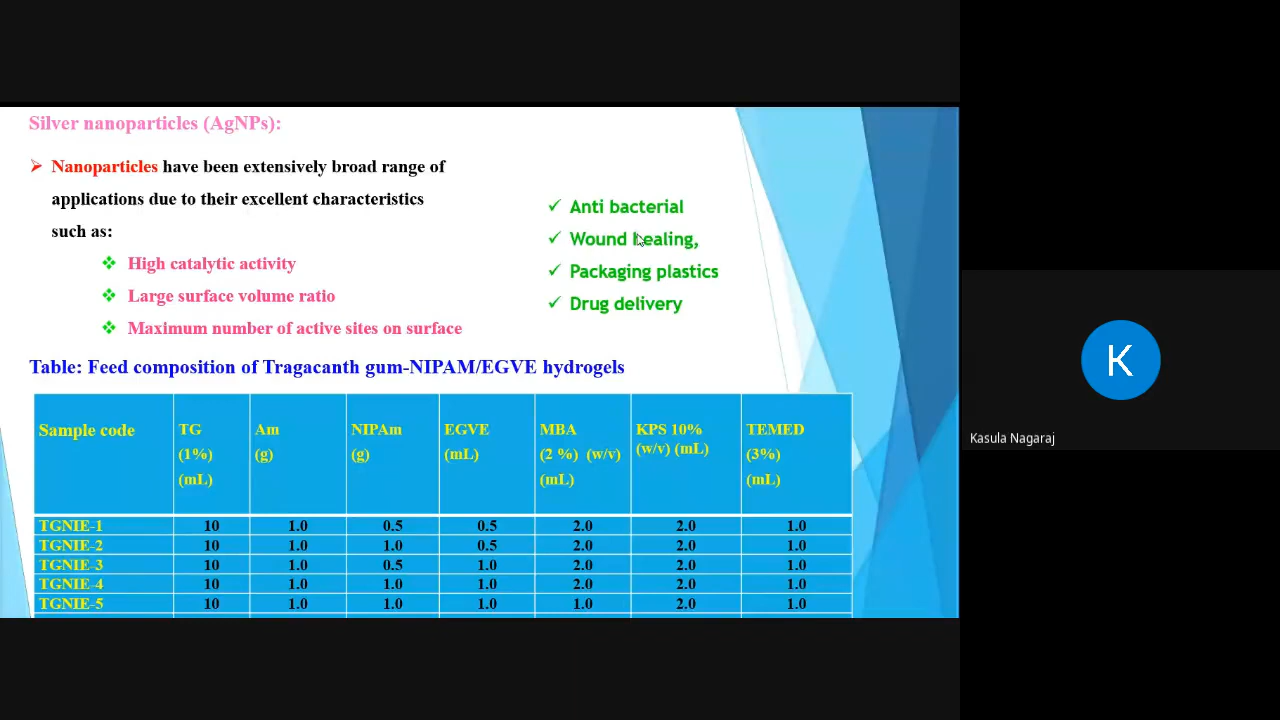 Silver nanoparticles (AgNPs):
Nanoparticles have been extensively broad range of
applications due to their excellent characteristics
such as:
High catalytic activity
Large surface volume ratio
Maximum number of active sites on surface
Anti bacterial
Wound healing,
Packaging plastics
Drug delivery
Table: Feed composition of Tragacanth gum-NIPAM/EGVE hydrogels
Sample code TG (1%) (mL) Am (g) NIPAm (g) EGVE (mL) MBA (2 %) (w/v) (mL) KPS 10% (w/v) (mL) TEMED (3%) (mL)
TGNIE-1 10 1.0 0.5 0.5 2.0 2.0 1.0
TGNIE-2 10 1.0 1.0 0.5 2.0 2.0 1.0
TGNIE-3 10 1.0 0.5 1.0 2.0 2.0 1.0
TGNIE-4 10 1.0 1.0 1.0 2.0 2.0 1.0
TGNIE-5 10 1.0 1.0 1.0 1.0 2.0 1.0
K
Kasula Nagaraj